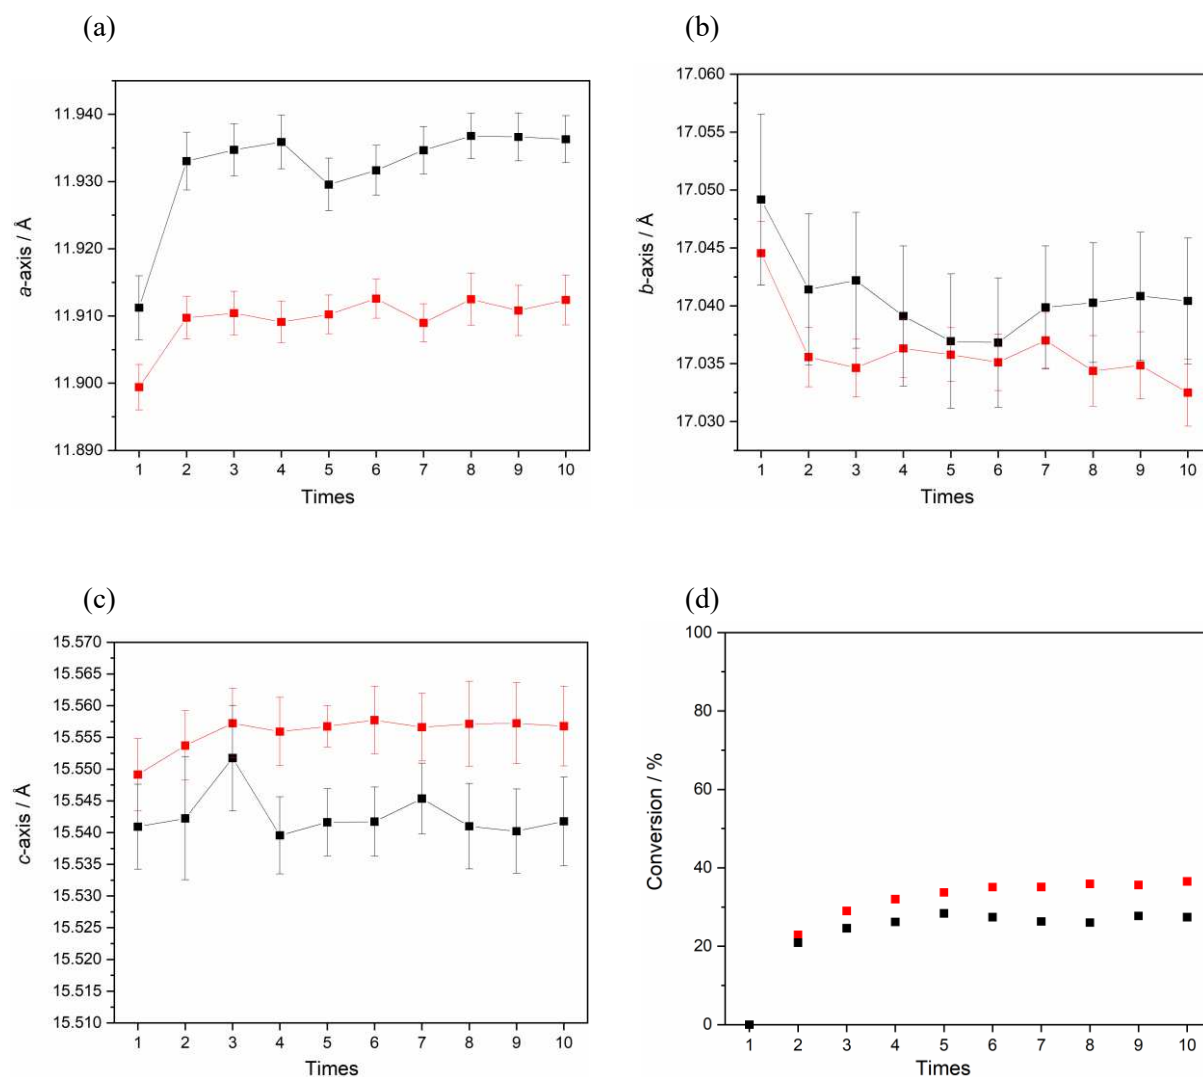 (a)
11.940
11.930
11.920
11.910
11.900
11.890
a-axis / Å
1 2 3 4 5 6 7 8 9 10
Times
(b)
17.060
17.055
17.050
17.045
17.040
17.035
17.030
b-axis / Å
1 2 3 4 5 6 7 8 9 10
Times
(c)
15.570
15.565
15.560
15.555
15.550
15.545
15.540
15.535
15.530
15.525
15.520
15.515
15.510
c-axis / Å
1 2 3 4 5 6 7 8 9 10
Times
(d)
100
80
60
40
20
0
Conversion / %
1 2 3 4 5 6 7 8 9 10
Times